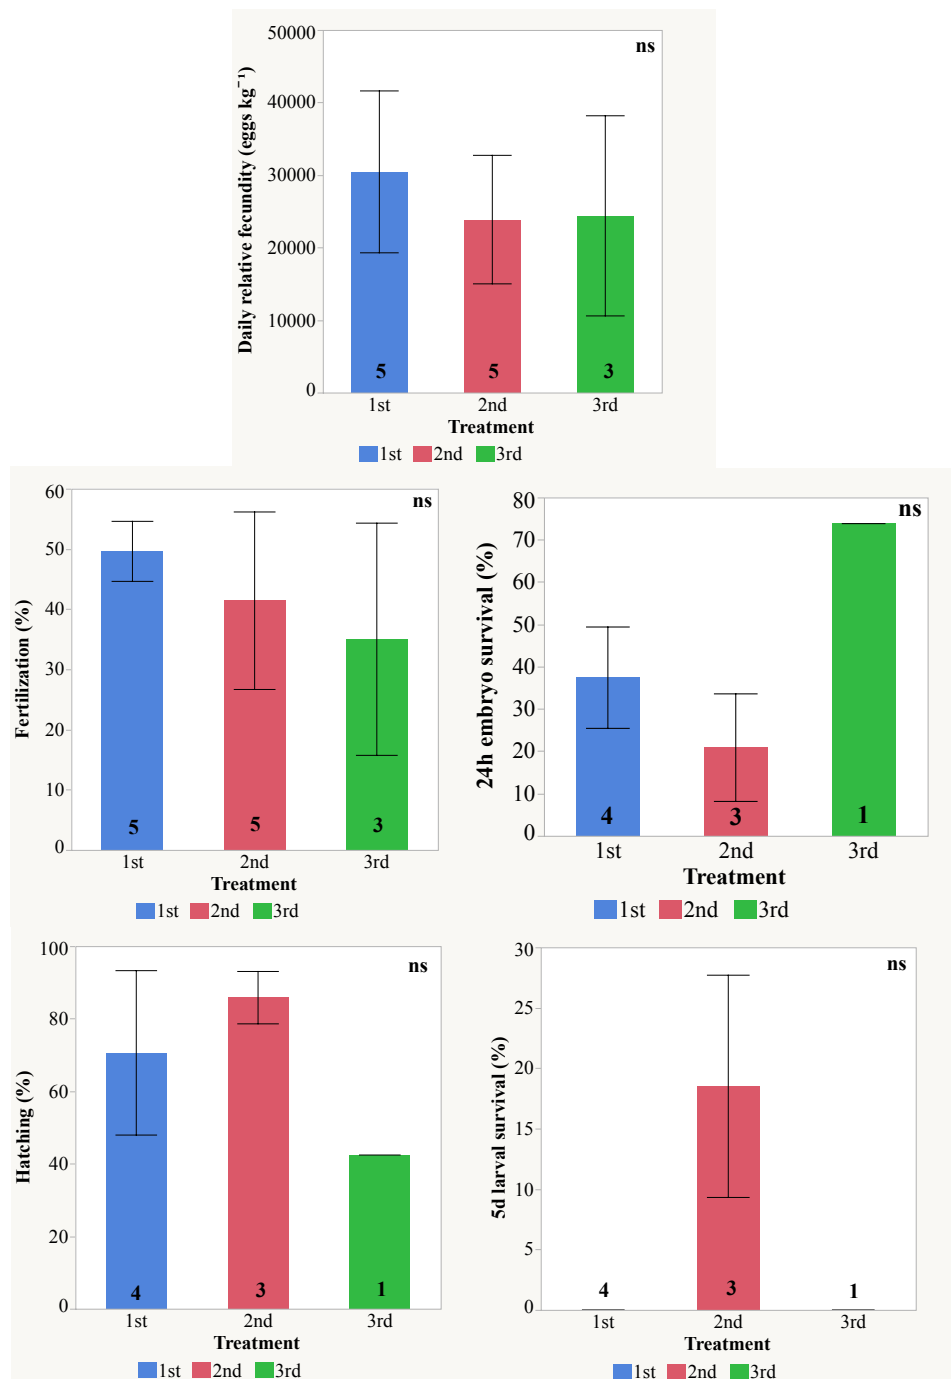 Daily relative fecundity (eggs kg⁻¹)
50000
40000
30000
20000
10000
0
ns
5
5
3
1st
2nd
3rd
Treatment
1st 2nd 3rd
Fertilization (%)
60
50
40
30
20
10
0
ns
5
5
3
1st
2nd
3rd
Treatment
1st 2nd 3rd
24h embryo survival (%)
80
70
60
50
40
30
20
10
0
ns
4
3
1
1st
2nd
3rd
Treatment
1st 2nd 3rd
Hatching (%)
100
80
60
40
20
0
ns
4
3
1
1st
2nd
3rd
Treatment
1st 2nd 3rd
5d larval survival (%)
30
25
20
15
10
5
0
ns
4
3
1
1st
2nd
3rd
Treatment
1st 2nd 3rd